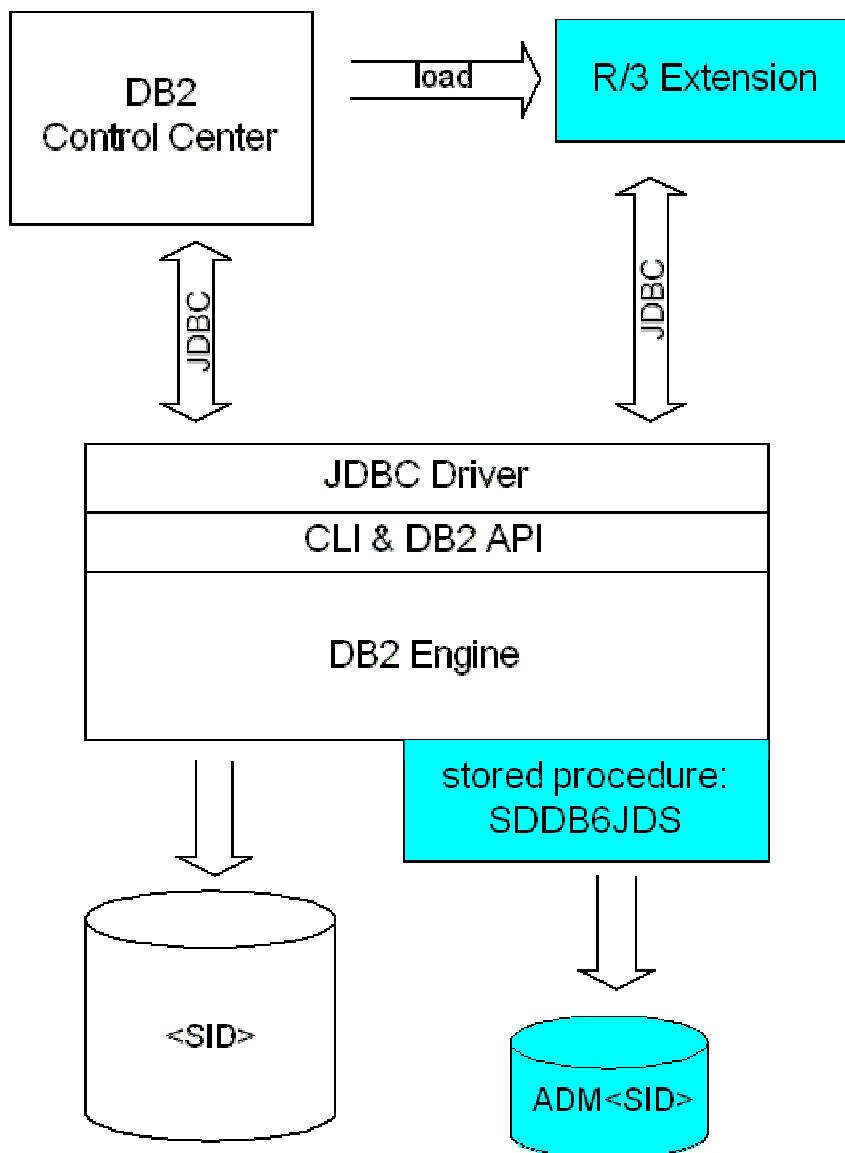 DB2
Control Center
load
R/3 Extension
JDBC
JDBC
JDBC Driver
CLI & DB2 API
DB2 Engine
stored procedure:
SDDB6JDS
<SID>
ADM<SID>